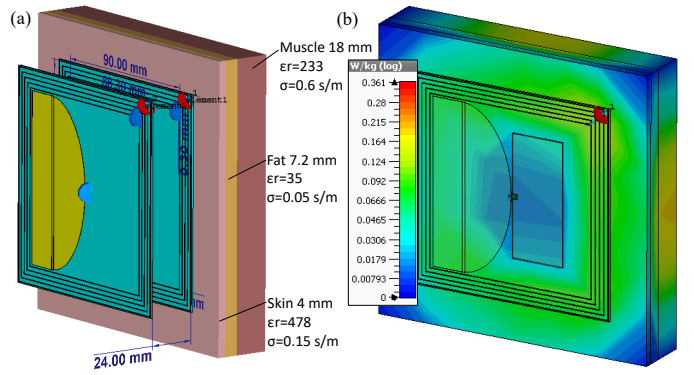 (a)
90.00 mm
Muscle 18 mm
εr=233
σ=0.6 s/m
Fat 7.2 mm
εr=35
σ=0.05 s/m
Skin 4 mm
εr=478
σ=0.15 s/m
24.00 mm
(b)
W/kg (log)
0.361
0.28
0.216
0.164
0.124
0.092
0.0665
0.0465
0.0306
0.0179
0.00793
0